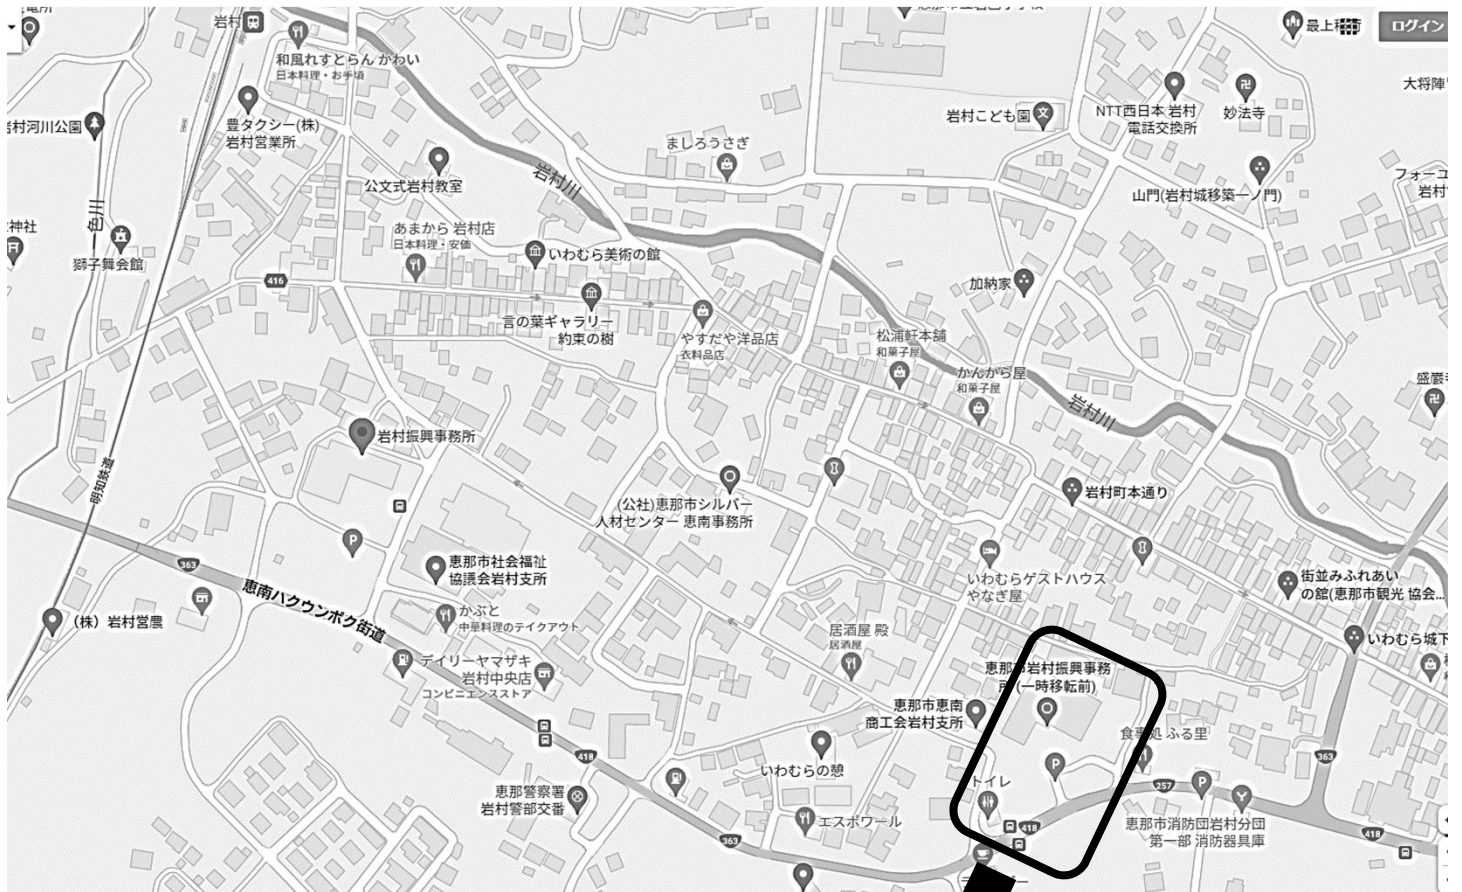 岩村
最上稲荷
ログイン
和風れすとらん かわい
日本料理・お手頃
大将陣
豊タクシー(株)
岩村営業所
岩村河川公園
岩村こども園
NTT西日本 岩村
電話交換所
妙法寺
ましろうさぎ
公文式岩村教室
岩村川
山門(岩村城移築一ノ門)
フォーエ
岩村
色川
神社
獅子舞会館
あまから 岩村店
日本料理・安価
いわむら美術の館
416
加納家
言の葉ギャラリー
約束の樹
やすだや洋品店
衣料品店
松浦軒本舗
和菓子屋
かんから屋
和菓子屋
岩村川
盛巌寺
岩村振興事務所
明知鉄道
(公社)恵那市シルバー
人材センター 恵南事務所
岩村町本通り
P
363
恵那市社会福祉
協議会岩村支所
いわむらゲストハウス
やなぎ屋
街並みふれあい
の館(恵那市観光 協会...
恵南ハクウンボク街道
(株)岩村営農
かぶと
中華料理のテイクアウト
居酒屋 殿
居酒屋
いわむら城下
デイリーヤマザキ
岩村中央店
コンビニエンスストア
恵那市岩村振興事務
所 (一時移転前)
恵那市恵南
商工会岩村支所
食事処 ふる里
418
いわむらの憩
P
トイレ
257
P
363
恵那警察署
岩村警部交番
エスポワール
418
恵那市消防団岩村分団
第一部 消防器具庫
363
418